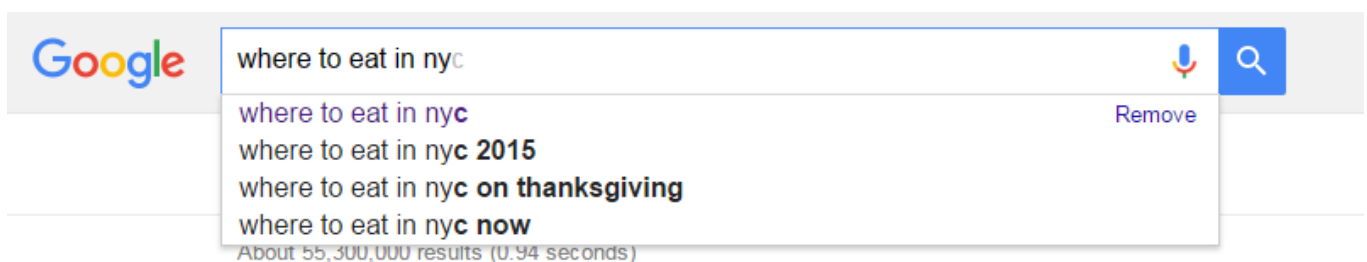 Google
where to eat in nyc
where to eat in nyc Remove
where to eat in nyc 2015
where to eat in nyc on thanksgiving
where to eat in nyc now
About 55,300,000 results (0.94 seconds)